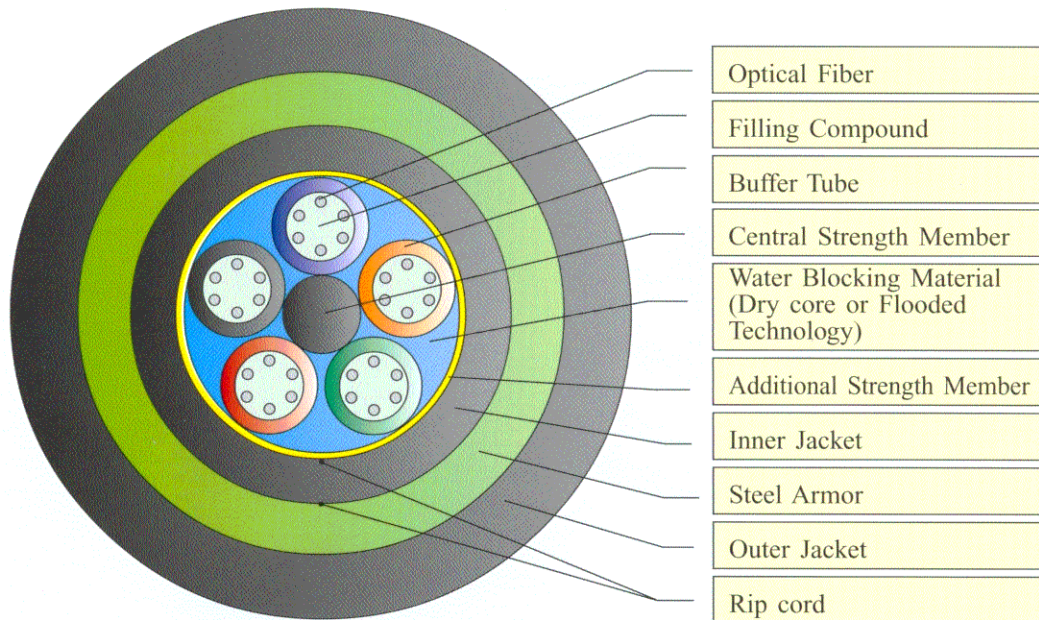 Optical Fiber
Filling Compound
Buffer Tube
Central Strength Member
Water Blocking Material
(Dry core or Flooded
Technology)
Additional Strength Member
Inner Jacket
Steel Armor
Outer Jacket
Rip cord